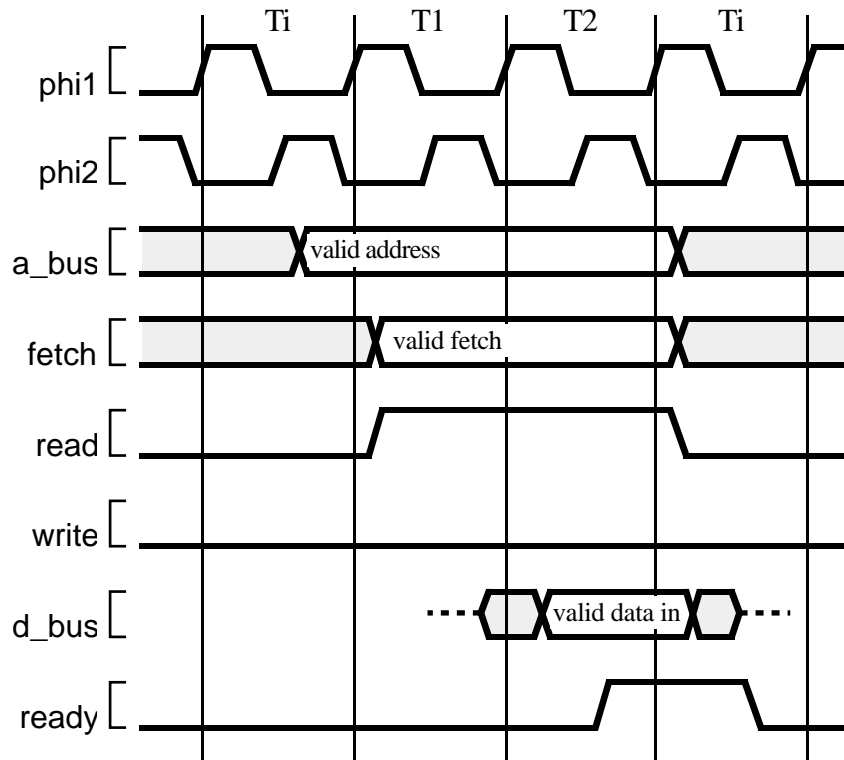 Ti T1 T2 Ti
phi1
phi2
a_bus valid address
fetch valid fetch
read
write
d_bus valid data in
ready